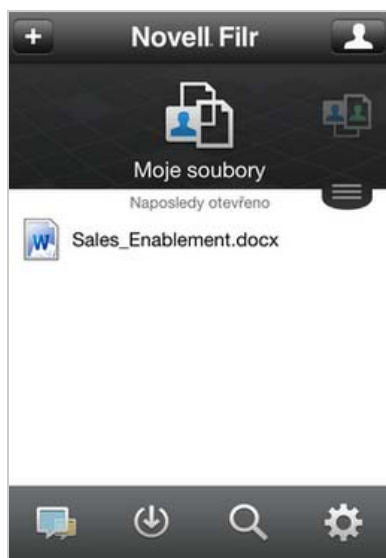 Novell Filr
Moje soubory
Naposledy otevřeno
Sales_Enablement.docx